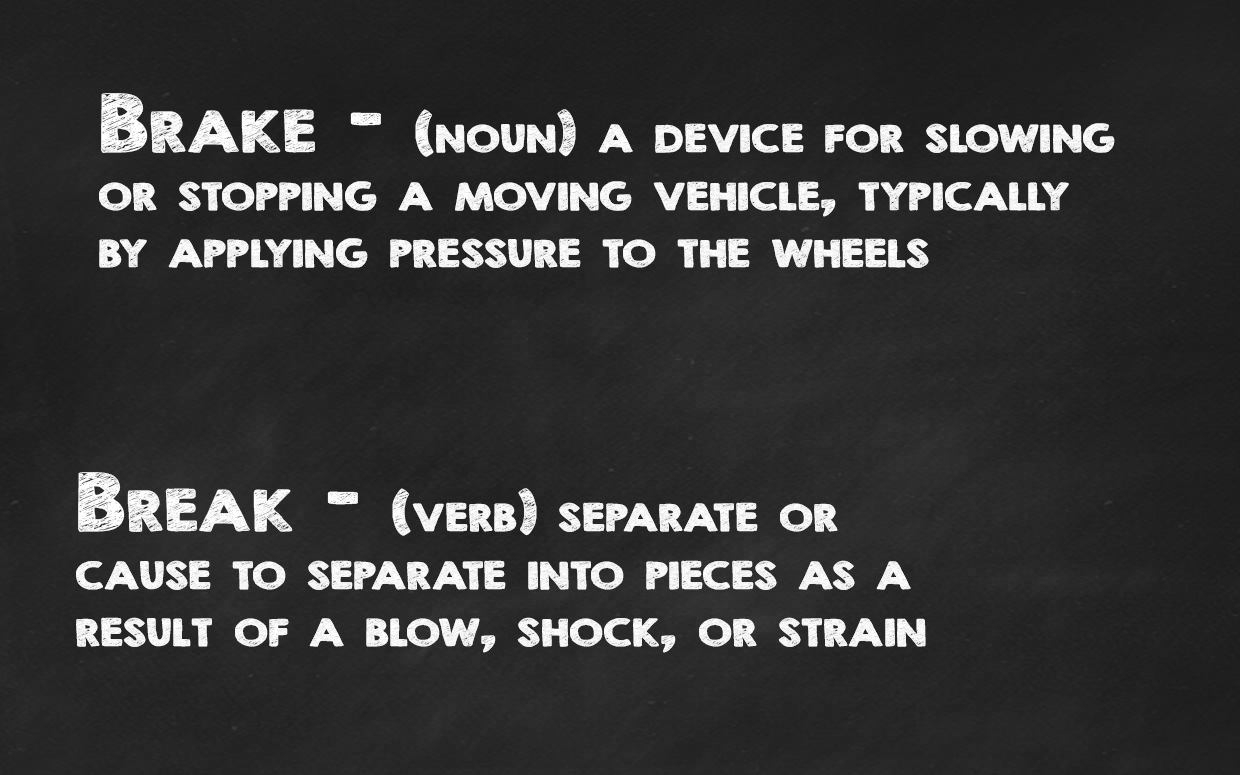 Brake - (noun) a device for slowing
or stopping a moving vehicle, typically
by applying pressure to the wheels
Break - (verb) separate or
cause to separate into pieces as a
result of a blow, shock, or strain